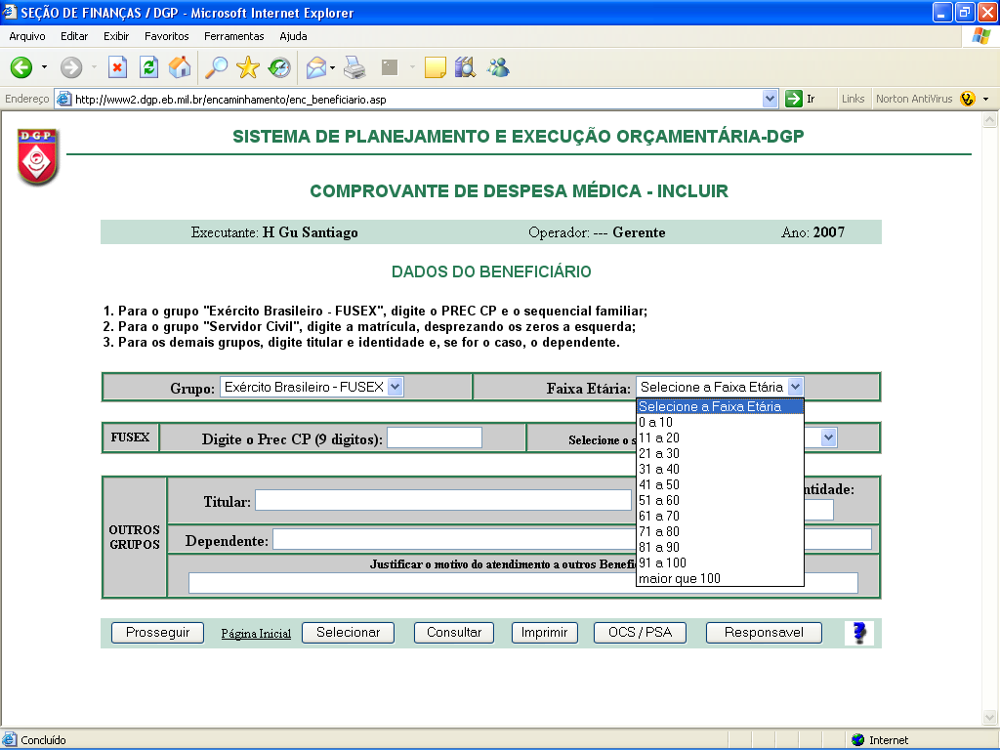 SEÇÃO DE FINANÇAS / DGP - Microsoft Internet Explorer
Arquivo Editar Exibir Favoritos Ferramentas Ajuda
Endereço http://www2.dgp.eb.mil.br/encaminhamento/enc_beneficiario.asp Ir Links Norton AntiVirus
DGP
SISTEMA DE PLANEJAMENTO E EXECUÇÃO ORÇAMENTÁRIA-DGP
COMPROVANTE DE DESPESA MÉDICA - INCLUIR
Executante: H Gu Santiago Operador: --- Gerente Ano: 2007
DADOS DO BENEFICIÁRIO
1. Para o grupo "Exército Brasileiro - FUSEX", digite o PREC CP e o sequencial familiar;
2. Para o grupo "Servidor Civil", digite a matrícula, desprezando os zeros a esquerda;
3. Para os demais grupos, digite titular e identidade e, se for o caso, o dependente.
Grupo: Exército Brasileiro - FUSEX Faixa Etária: Selecione a Faixa Etária
Selecione a Faixa Etária
0 a 10
11 a 20
21 a 30
31 a 40
41 a 50
51 a 60
61 a 70
71 a 80
81 a 90
91 a 100
maior que 100
FUSEX Digite o Prec CP (9 digitos): Selecione o s
OUTROS GRUPOS
Titular: ntidade:
Dependente:
Justificar o motivo do atendimento a outros Benef
Prosseguir Página Inicial Selecionar Consultar Imprimir OCS / PSA Responsavel ?
Concluído Internet